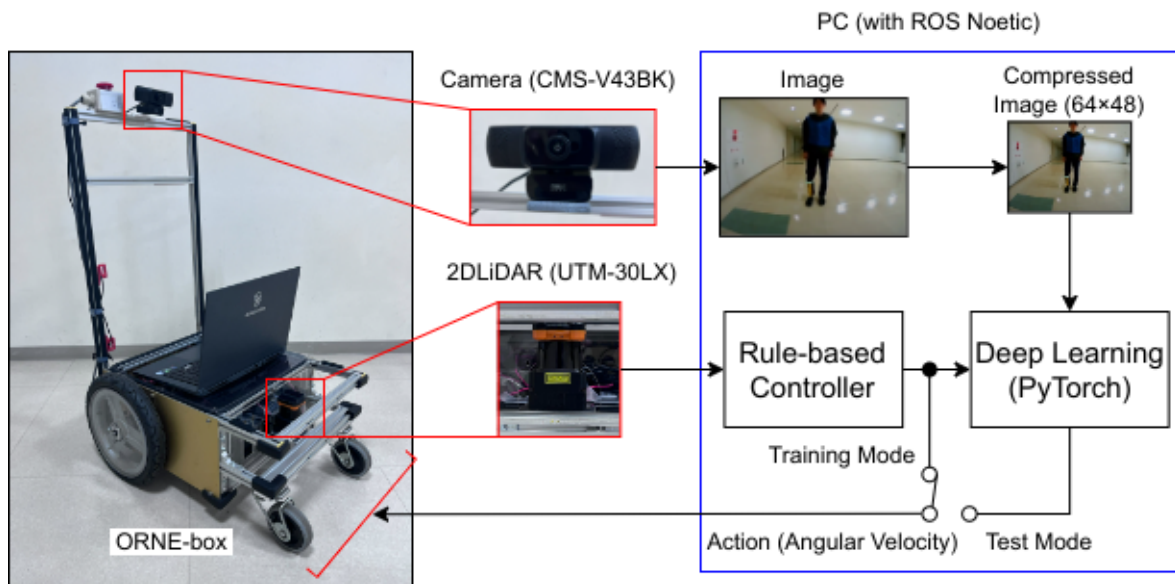 PC (with ROS Noetic)
Camera (CMS-V43BK)
Image
Compressed
Image (64×48)
2DLiDAR (UTM-30LX)
Rule-based
Controller
Deep Learning
(PyTorch)
Training Mode
Action (Angular Velocity)
Test Mode
ORNE-box